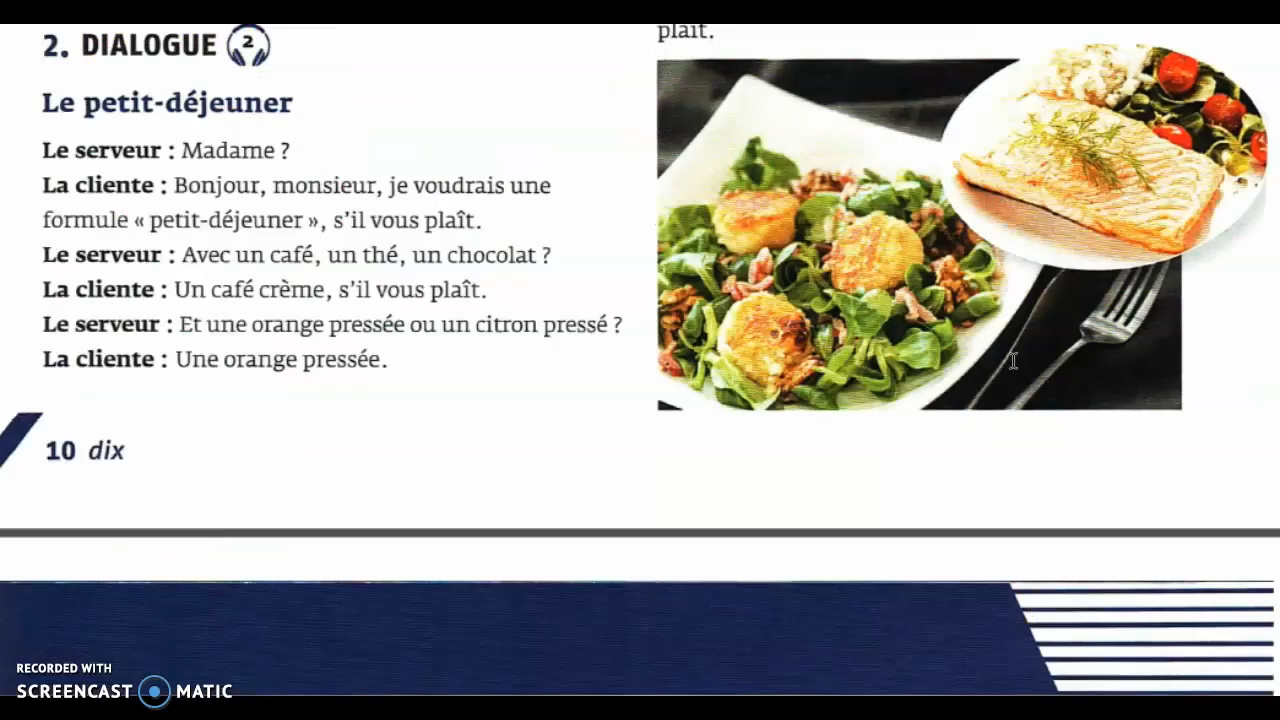 2. DIALOGUE 2
Le petit-déjeuner
Le serveur : Madame ?
La cliente : Bonjour, monsieur, je voudrais une
formule « petit-déjeuner », s'il vous plaît.
Le serveur : Avec un café, un thé, un chocolat ?
La cliente : Un café crème, s'il vous plaît.
Le serveur : Et une orange pressée ou un citron pressé ?
La cliente : Une orange pressée.
10 dix
plaît.
RECORDED WITH
SCREENCAST MATIC